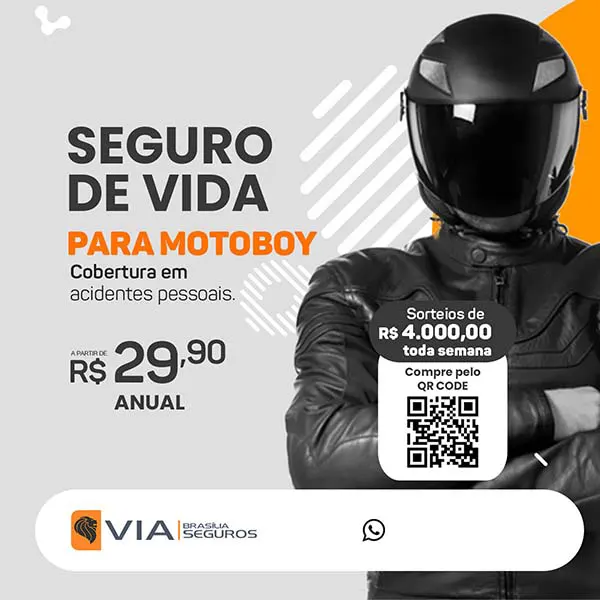 SEGURO
DE VIDA
PARA MOTOBOY
Cobertura em
acidentes pessoais.
A PARTIR DE
R$ 29,90
ANUAL
Sorteios de
R$ 4.000,00
toda semana
Compre pelo
QR CODE
VIA BRASÍLIA
SEGUROS